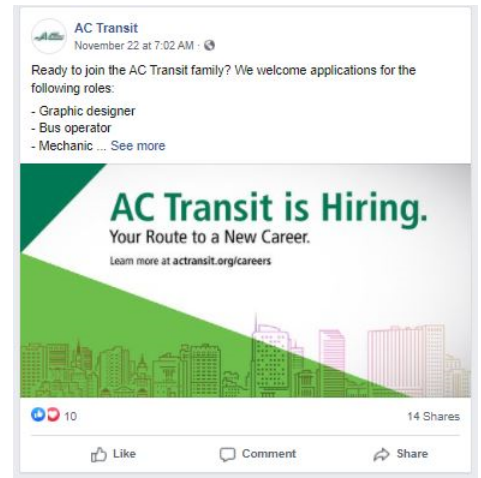 AC Transit
November 22 at 7:02 AM ·
Ready to join the AC Transit family? We welcome applications for the
following roles:
- Graphic designer
- Bus operator
- Mechanic ... See more
AC Transit is Hiring.
Your Route to a New Career.
Learn more at actransit.org/careers
10
14 Shares
Like
Comment
Share